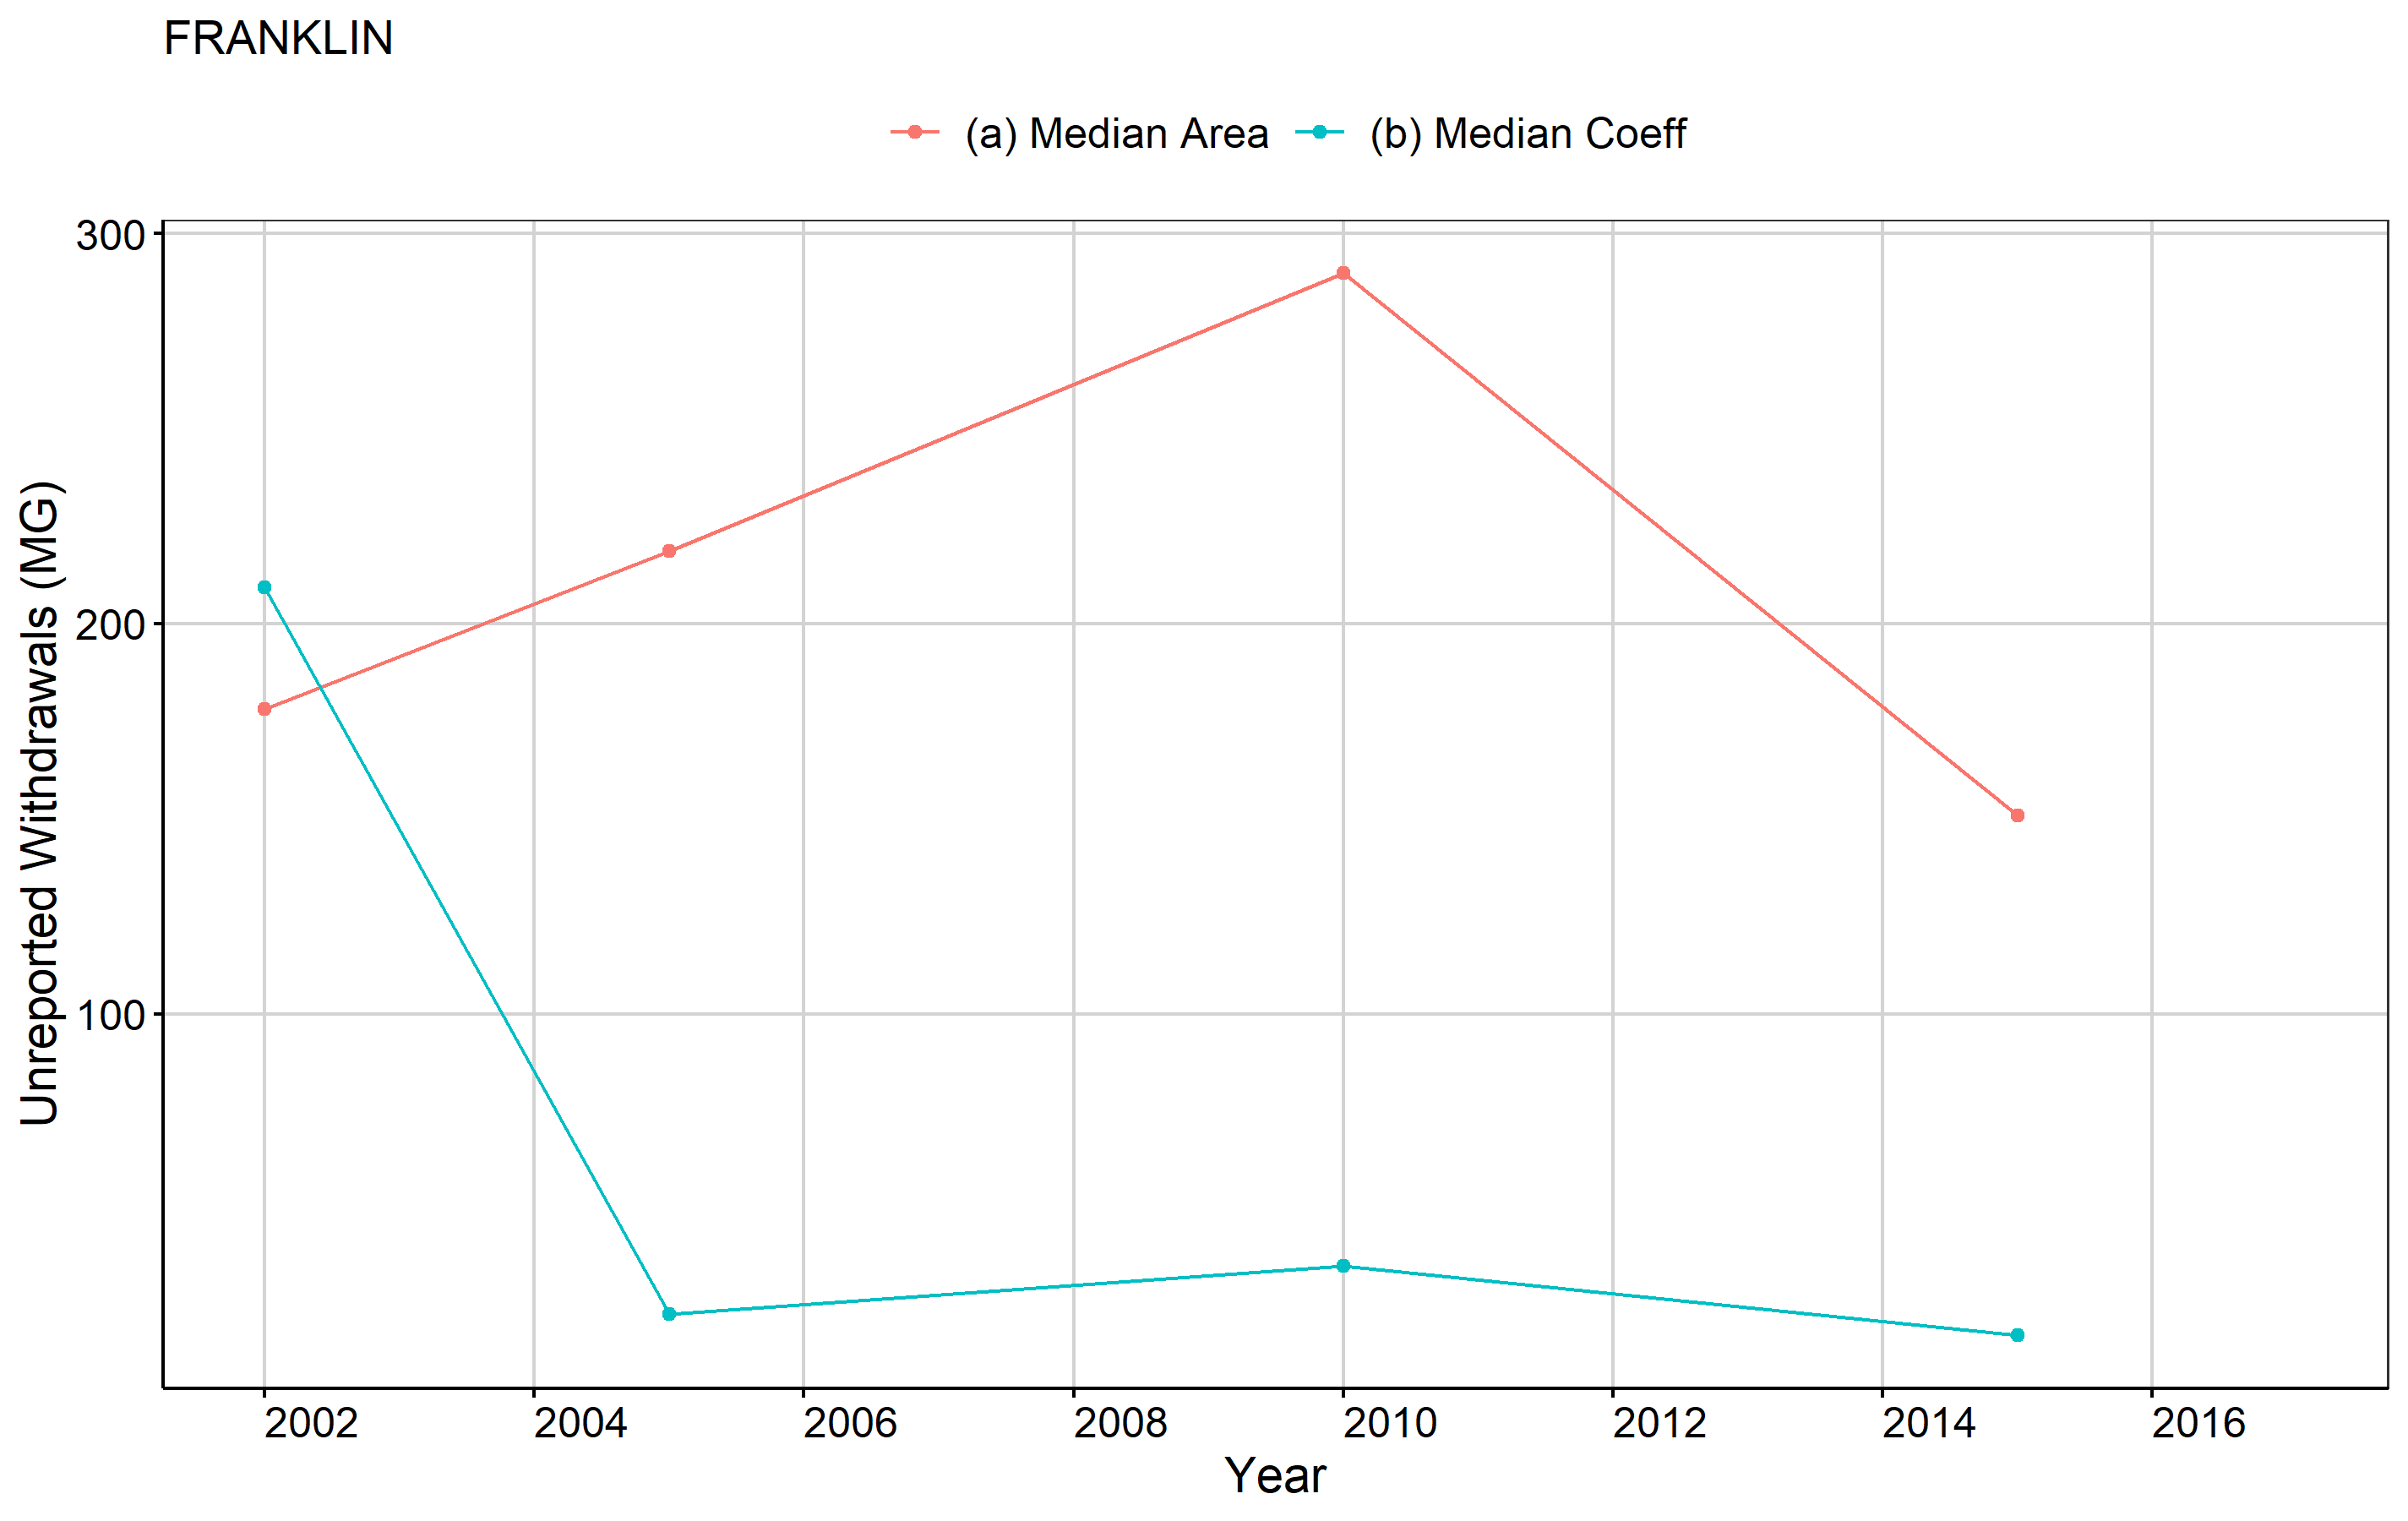 FRANKLIN
(a) Median Area (b) Median Coeff
300
200
100
Unreported Withdrawals (MG)
2002 2004 2006 2008 2010 2012 2014 2016
Year